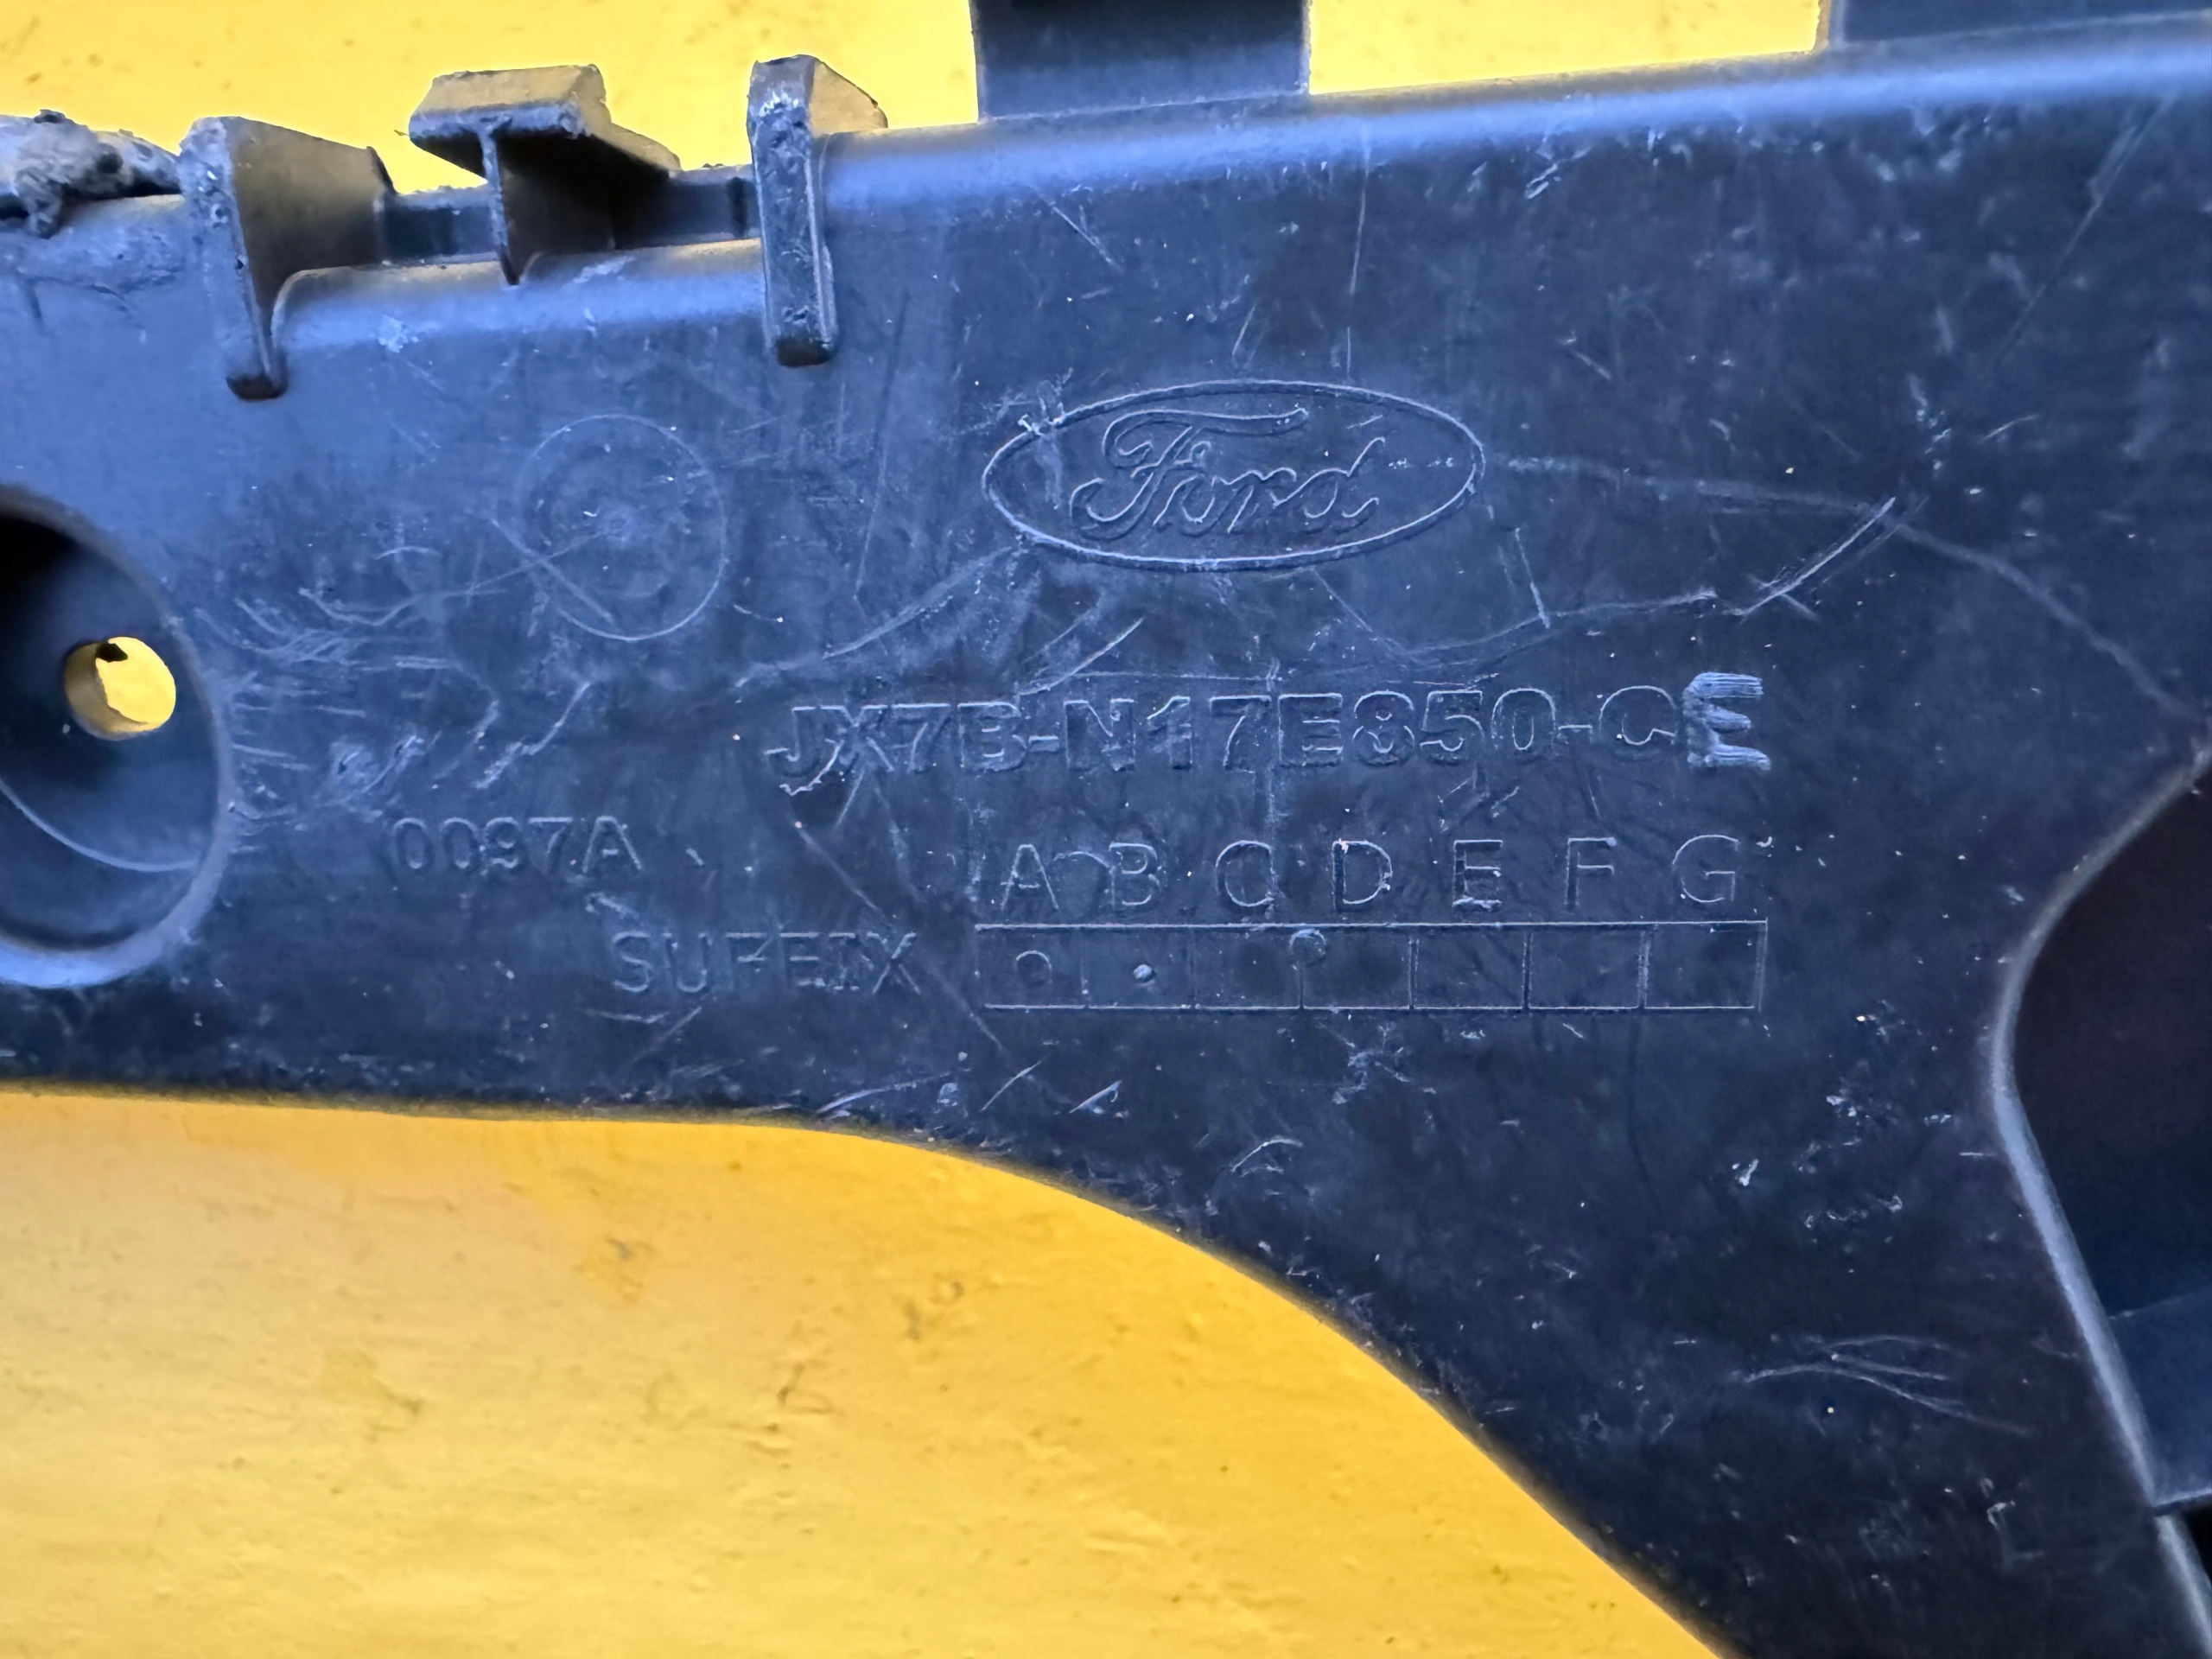 Ford
JX7B-N17E850-CE
0097A
A B C D E F G
SUFFIX